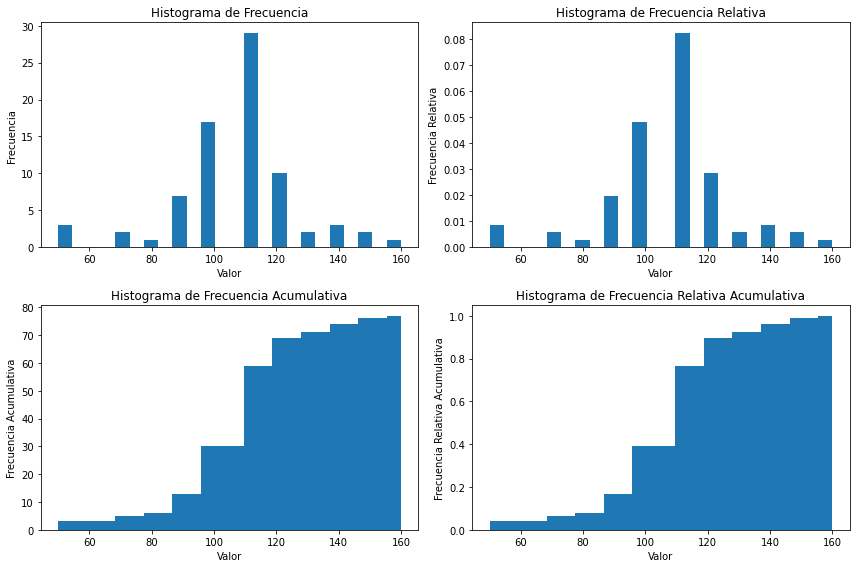 Histograma de Frecuencia
Frecuencia
30
25
20
15
10
5
0
60 80 100 120 140 160
Valor
Histograma de Frecuencia Relativa
Frecuencia Relativa
0.08
0.07
0.06
0.05
0.04
0.03
0.02
0.01
0.00
60 80 100 120 140 160
Valor
Histograma de Frecuencia Acumulativa
Frecuencia Acumulativa
80
70
60
50
40
30
20
10
0
60 80 100 120 140 160
Valor
Histograma de Frecuencia Relativa Acumulativa
Frecuencia Relativa Acumulativa
1.0
0.8
0.6
0.4
0.2
0.0
60 80 100 120 140 160
Valor